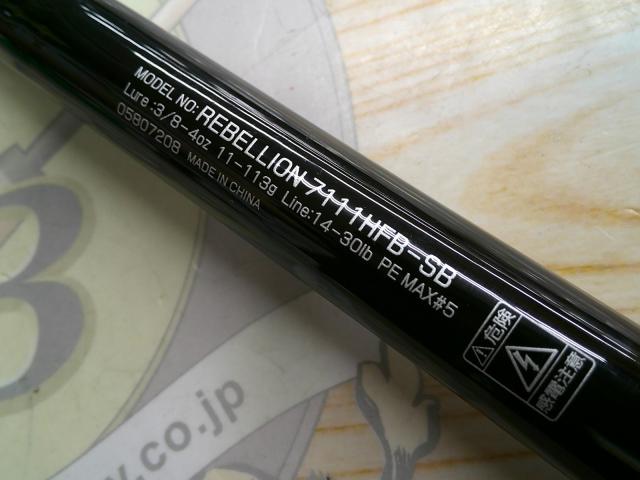 MODEL NO: REBELLION 7111HFB-SB
Lure :3/8-4oz 11-113g Line:14-30lb PE MAX#5
05807208 MADE IN CHINA
⚠危険
感電注意
B
w.co.jp